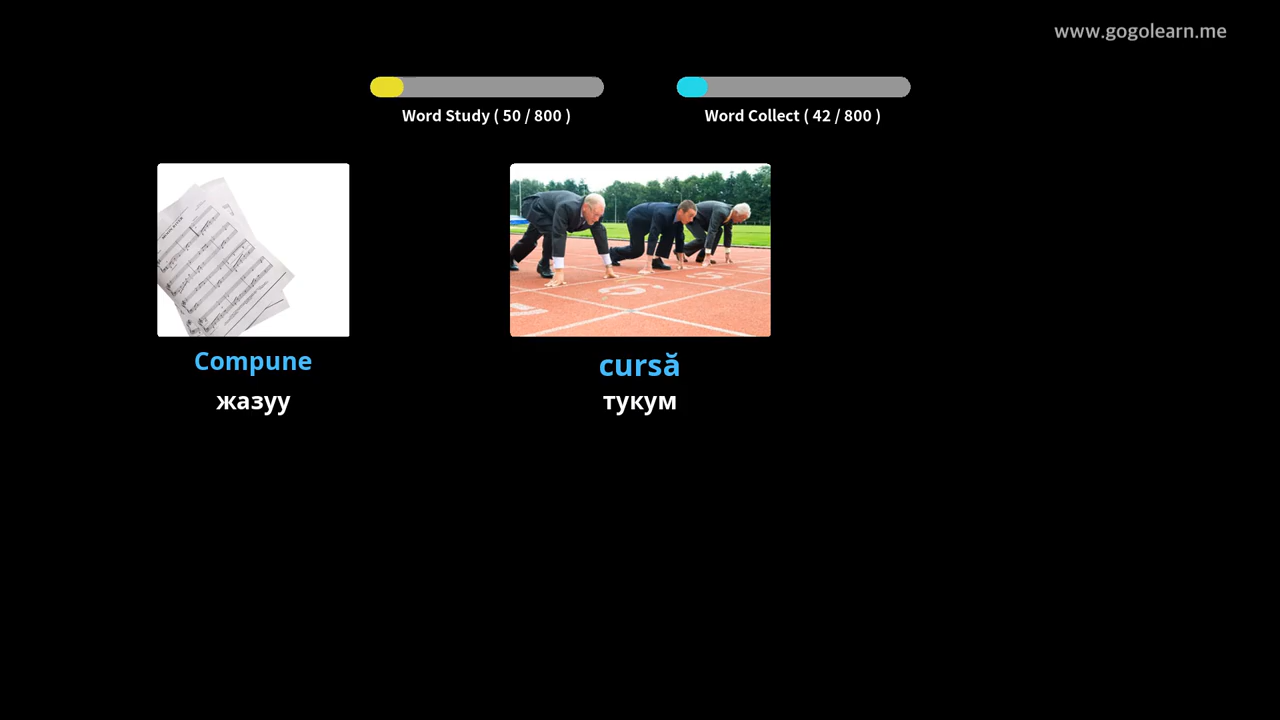 www.gogolearn.me
Word Study ( 50 / 800 )
Word Collect ( 42 / 800 )
Compune
жазуу
cursă
тукум